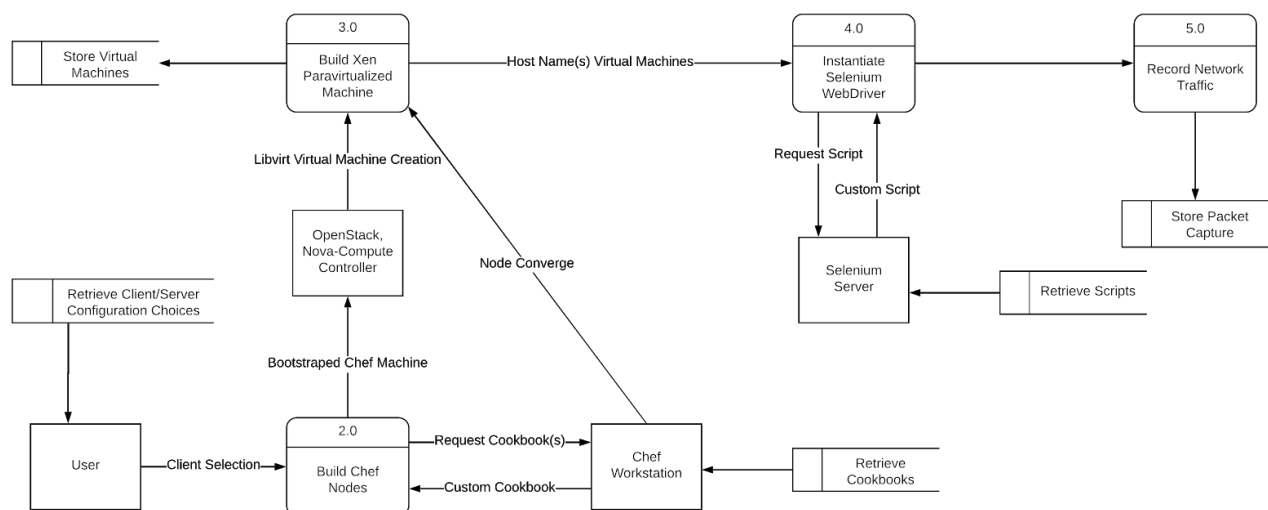 3.0
4.0
5.0
Store Virtual
Machines
Build Xen
Paravirtualized
Machine
Host Name(s) Virtual Machines
Instantiate
Selenium
WebDriver
Record Network
Traffic
Libvirt Virtual Machine Creation
Request Script
Custom Script
OpenStack,
Nova-Compute
Controller
Store Packet
Capture
Node Converge
Selenium
Server
Retrieve Scripts
Retrieve Client/Server
Configuration Choices
Bootstraped Chef Machine
2.0
User
Client Selection
Build Chef
Nodes
Request Cookbook(s)
Custom Cookbook
Chef
Workstation
Retrieve
Cookbooks